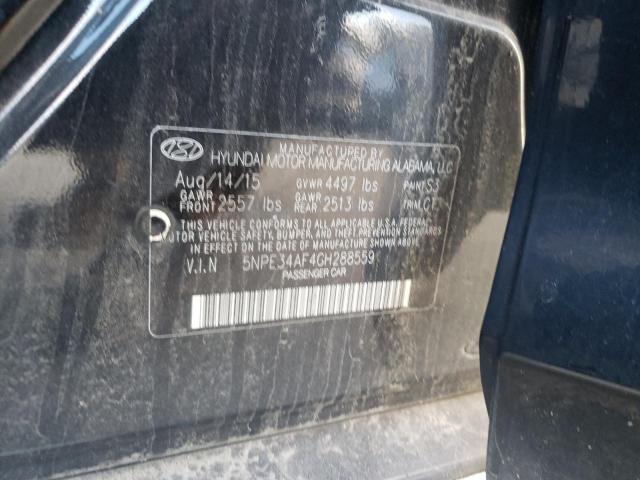 MANUFACTURED BY
HYUNDAI MOTOR MANUFACTURING ALABAMA, LLC
Aug/14/15 GVWR 4497 lbs PAINT S3
GAWR FRONT 2557 lbs GAWR REAR 2513 lbs TRIM
THIS VEHICLE CONFORMS TO ALL APPLICABLE U.S FEDERAL
MOTOR VEHICLE SAFETY, BUMPER, AND THEFT PREVENTION STANDARDS
IN EFFECT ON THE DATE OF MANUFACTURE SHOWN ABOVE.
V.I.N 5NPE34AF4GH288559
PASSENGER CAR